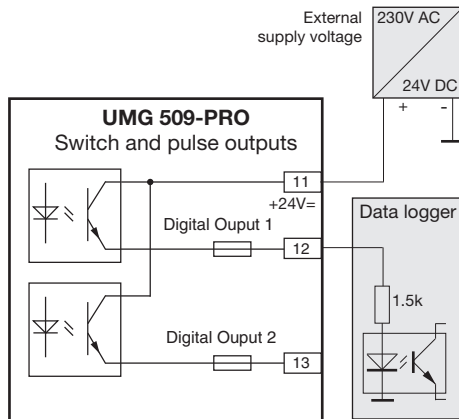 External
supply voltage
230V AC
24V DC
+ -
UMG 509-PRO
Switch and pulse outputs
11
+24V=
Digital Ouput 1
12
Data logger
1.5k
Digital Ouput 2
13